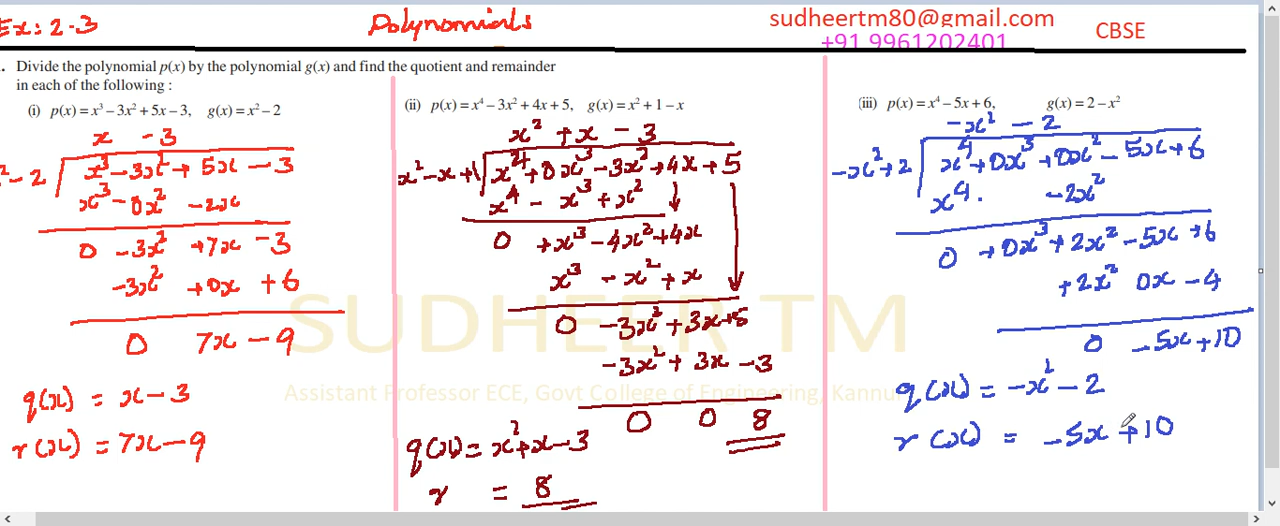 Ex: 2.3 Polynomials sudheertm80@gmail.com CBSE
+91 9961202401
. Divide the polynomial p(x) by the polynomial g(x) and find the quotient and remainder
in each of the following :
(i) p(x) = x³ – 3x² + 5x – 3, g(x) = x² – 2
x - 3
x³ - 3x² + 5x - 3
² - 2
x³ - 0x² - 2x
0 - 3x² + 7x - 3
-3x² + 0x + 6
0 7x - 9
q(x) = x - 3
r(x) = 7x - 9
(ii) p(x) = x⁴ – 3x² + 4x + 5, g(x) = x² + 1 – x
x² + x - 3
x² - x + 1
x⁴ + 0x³ - 3x² + 4x + 5
x⁴ - x³ + x²
0 + x³ - 4x² + 4x
x³ - x² + x
0 - 3x² + 3x + 5
-3x² + 3x - 3
0 0 8
q(x) = x² + x - 3
r = 8
(iii) p(x) = x⁴ – 5x + 6, g(x) = 2 – x²
-x² - 2
-x² + 2
x⁴ + 0x³ + 0x² - 5x + 6
x⁴. - 2x²
0 + 0x³ + 2x² - 5x + 6
+ 2x² 0x - 4
0 - 5x + 10
q(x) = -x² - 2
r(x) = -5x + 10
SUDHEER TM
Assistant Professor ECE, Govt College of Engineering, Kannu